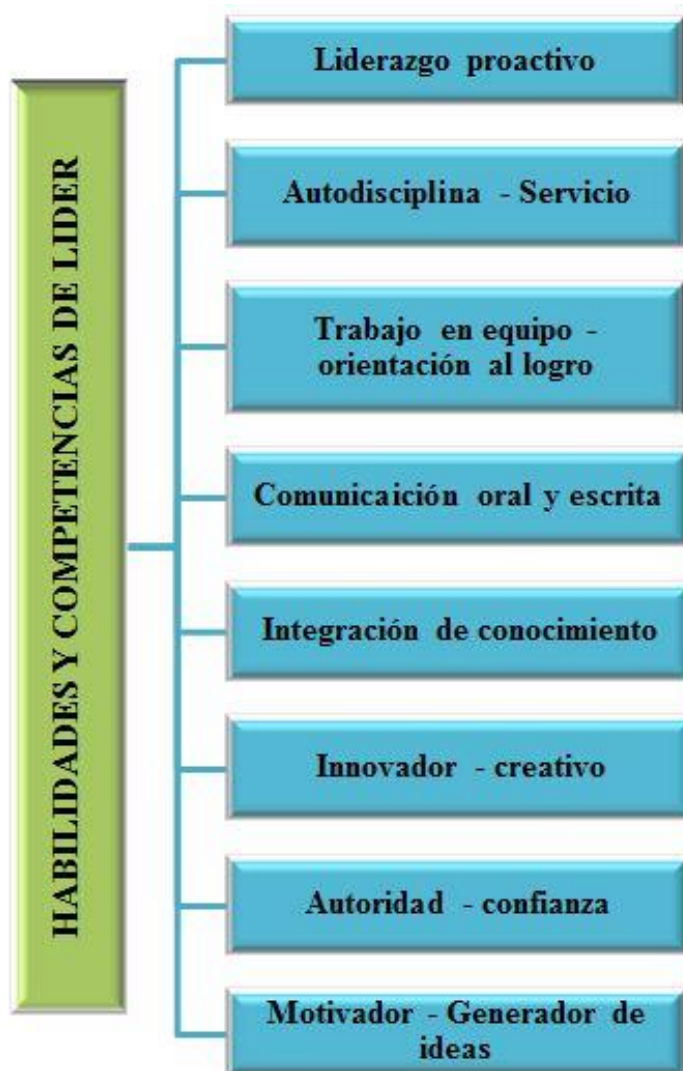 HABILIDADES Y COMPETENCIAS DE LIDER
Liderazgo proactivo
Autodisciplina - Servicio
Trabajo en equipo -
orientación al logro
Comunicaición oral y escrita
Integración de conocimiento
Innovador - creativo
Autoridad - confianza
Motivador - Generador de
ideas